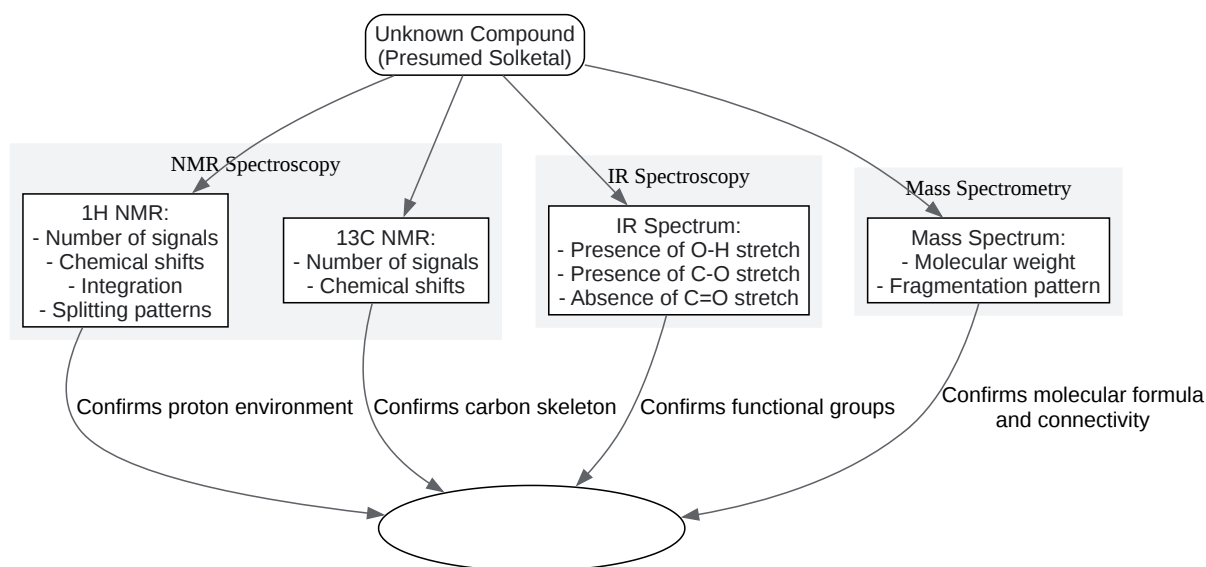 Unknown Compound
(Presumed Solketal)
NMR Spectroscopy
1H NMR:
- Number of signals
- Chemical shifts
- Integration
- Splitting patterns
13C NMR:
- Number of signals
- Chemical shifts
IR Spectroscopy
IR Spectrum:
- Presence of O-H stretch
- Presence of C-O stretch
- Absence of C=O stretch
Mass Spectrometry
Mass Spectrum:
- Molecular weight
- Fragmentation pattern
Confirms proton environment
Confirms carbon skeleton
Confirms functional groups
Confirms molecular formula
and connectivity